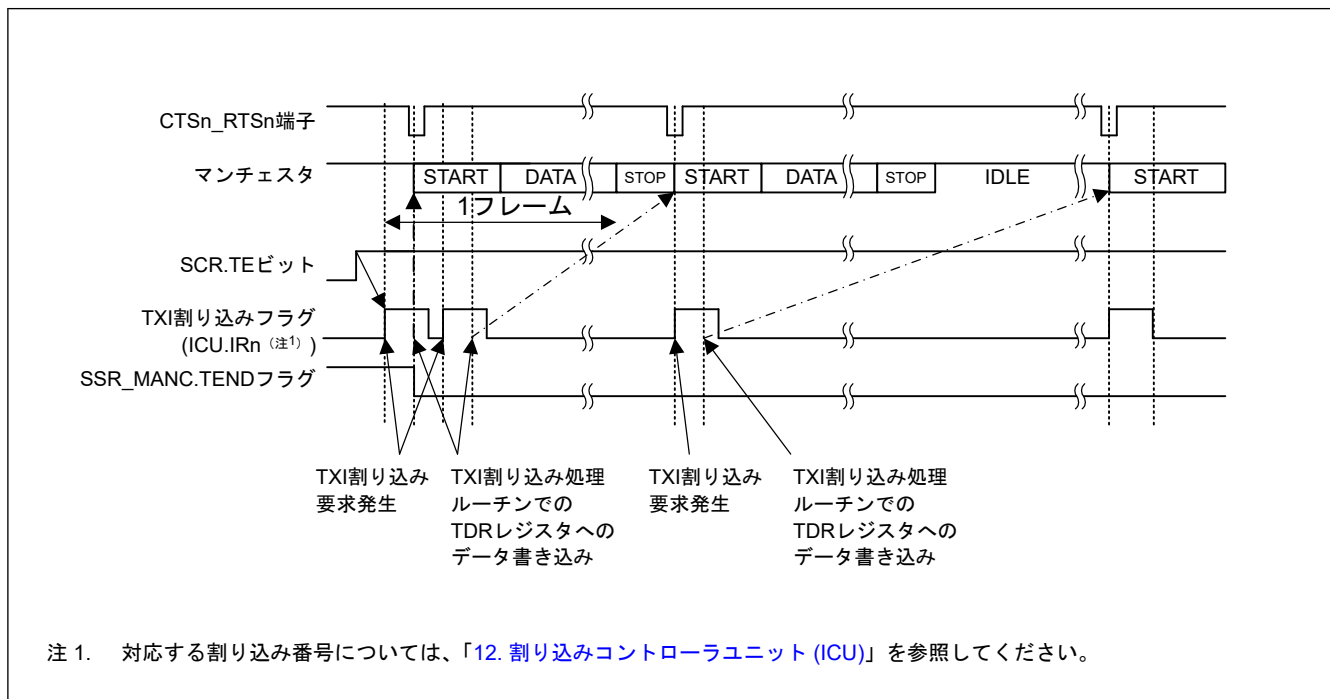 CTSn_RTSn端子
マンチェスタ
START DATA STOP START DATA STOP IDLE START
1フレーム
SCR.TEビット
TXI割り込みフラグ
(ICU.IRn（注1）)
SSR_MANC.TENDフラグ
TXI割り込み
要求発生
TXI割り込み処理
ルーチンでの
TDRレジスタへの
データ書き込み
TXI割り込み
要求発生
TXI割り込み処理
ルーチンでの
TDRレジスタへの
データ書き込み
注 1. 対応する割り込み番号については、「12. 割り込みコントローラユニット (ICU)」を参照してください。